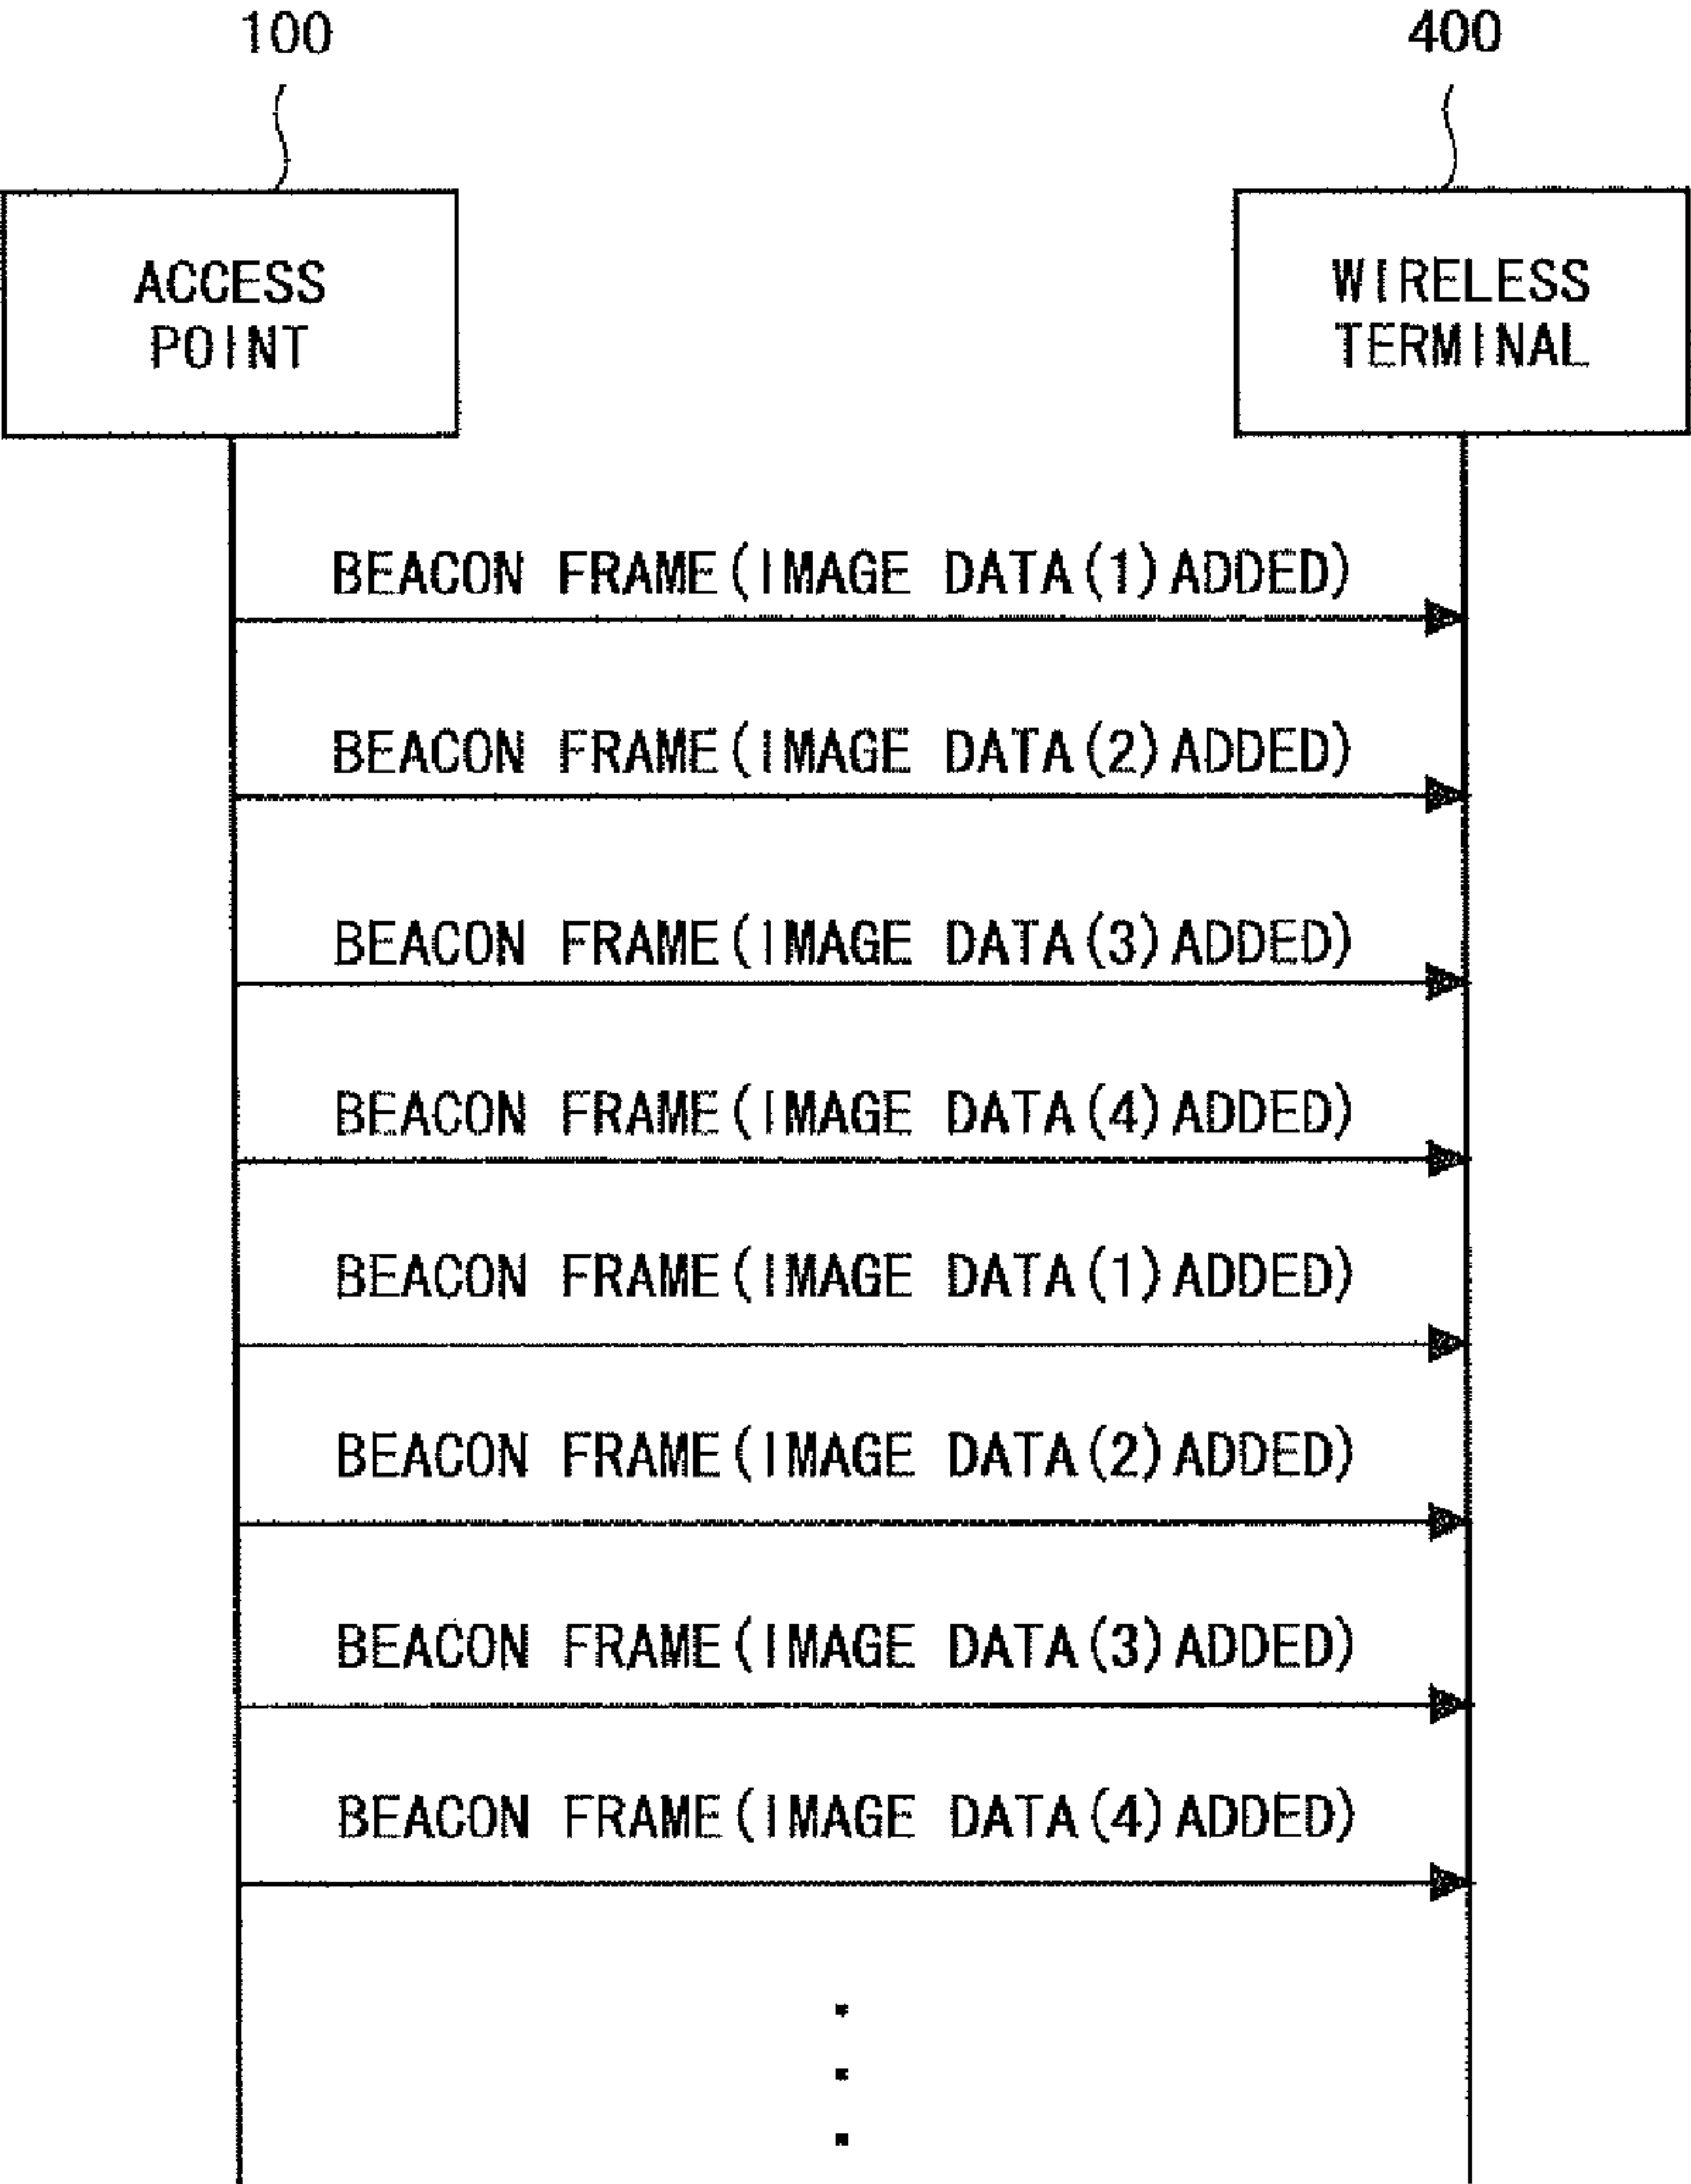 100
400
ACCESS
POINT
WIRELESS
TERMINAL
BEACON FRAME(IMAGE DATA(1)ADDED)
BEACON FRAME(IMAGE DATA(2)ADDED)
BEACON FRAME(IMAGE DATA(3)ADDED)
BEACON FRAME(IMAGE DATA(4)ADDED)
BEACON FRAME(IMAGE DATA(1)ADDED)
BEACON FRAME(IMAGE DATA(2)ADDED)
BEACON FRAME(IMAGE DATA(3)ADDED)
BEACON FRAME(IMAGE DATA(4)ADDED)